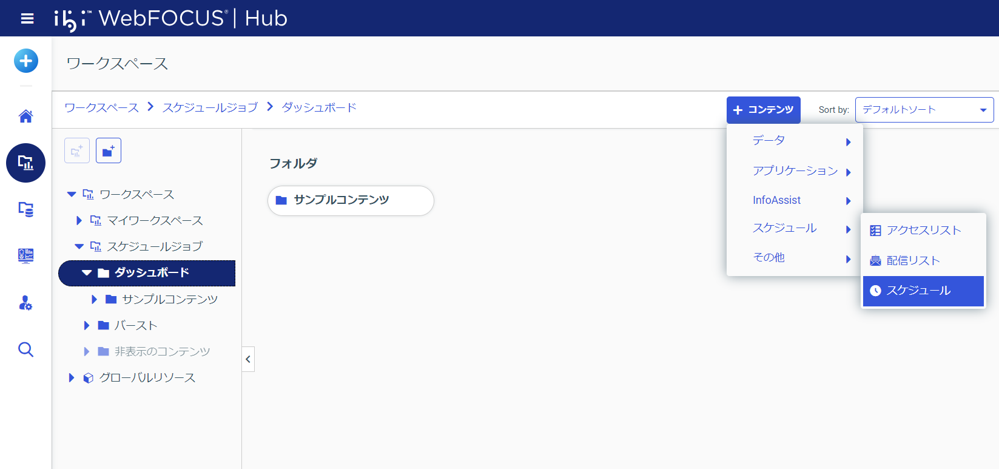 ibi™ WebFOCUS® | Hub
ワークスペース
ワークスペース > スケジュールジョブ > ダッシュボード
+ コンテンツ
Sort by: デフォルトソート
ワークスペース
マイワークスペース
スケジュールジョブ
ダッシュボード
サンプルコンテンツ
バースト
非表示のコンテンツ
グローバルリソース
フォルダ
サンプルコンテンツ
データ
アプリケーション
InfoAssist
スケジュール
その他
アクセスリスト
配信リスト
スケジュール